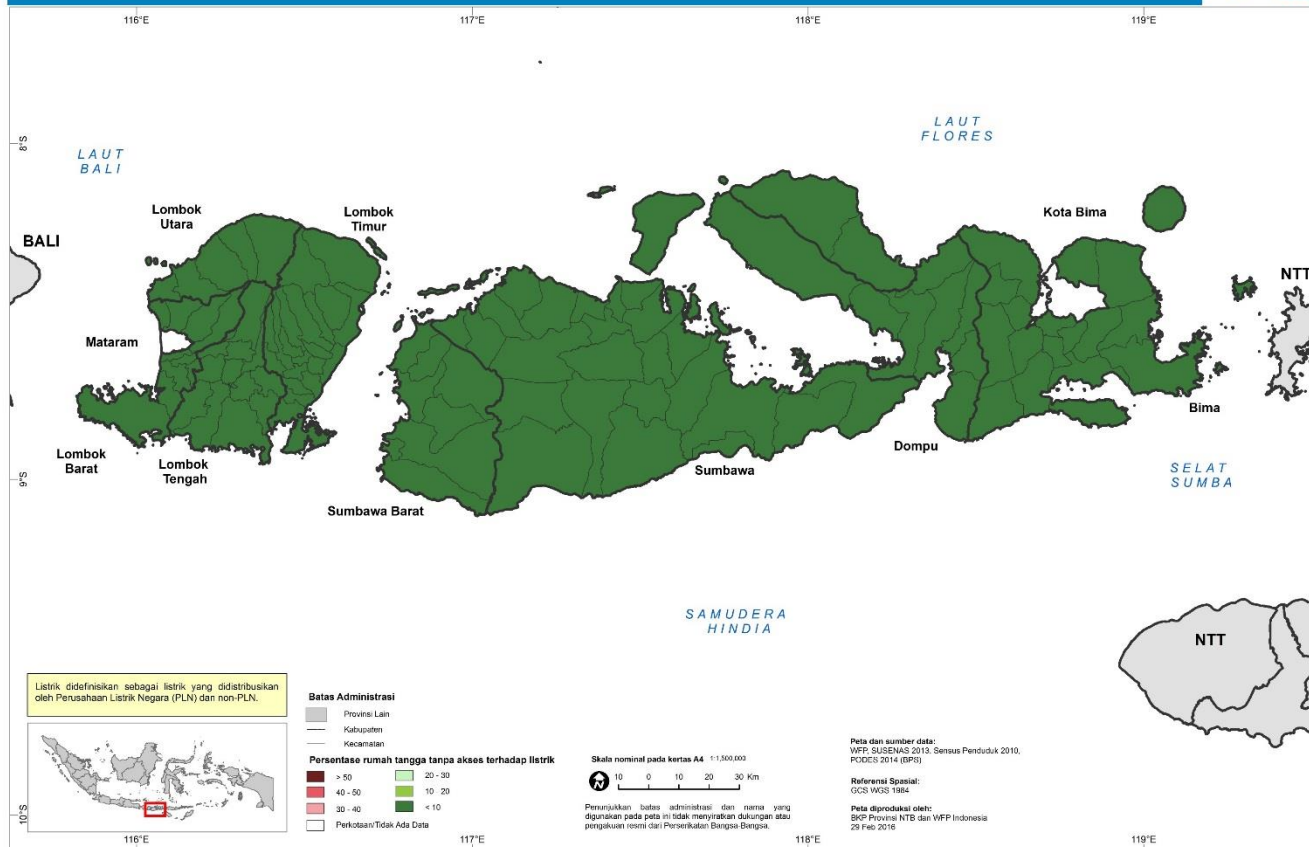 116°E
117°E
118°E
119°E
8°S
LAUT
BALI
LAUT
FLORES
Lombok
Utara
Lombok
Timur
Kota Bima
BALI
NTT
Mataram
Bima
Dompu
Lombok
Barat
Lombok
Tengah
Sumbawa
SELAT
SUMBA
9°S
Sumbawa Barat
SAMUDERA
HINDIA
NTT
Listrik didefinisikan sebagai listrik yang didistribusikan
oleh Perusahaan Listrik Negara (PLN) dan non-PLN.
Batas Administrasi
Provinsi Lain
Kabupaten
Kecamatan
Persentase rumah tangga tanpa akses terhadap listrik
> 50
40 - 50
30 - 40
20 - 30
10 - 20
< 10
Perkotaan/Tidak Ada Data
Skala nominal pada kertas A4 1:1,500,003
10 0 10 20 30 Km
Penunjukkan batas administrasi dan nama yang
digunakan pada peta ini tidak menyiratkan dukungan atau
pengakuan resmi dari Perserikatan Bangsa-Bangsa.
Peta dan sumber data:
WFP, SUSENAS 2013, Sensus Penduduk 2010,
PODES 2014 (BPS)
Referensi Spasial:
GCS WGS 1984
Peta diproduksi oleh:
BKP Provinsi NTB dan WFP Indonesia
29 Feb 2016
10°S
116°E
117°E
118°E
119°E